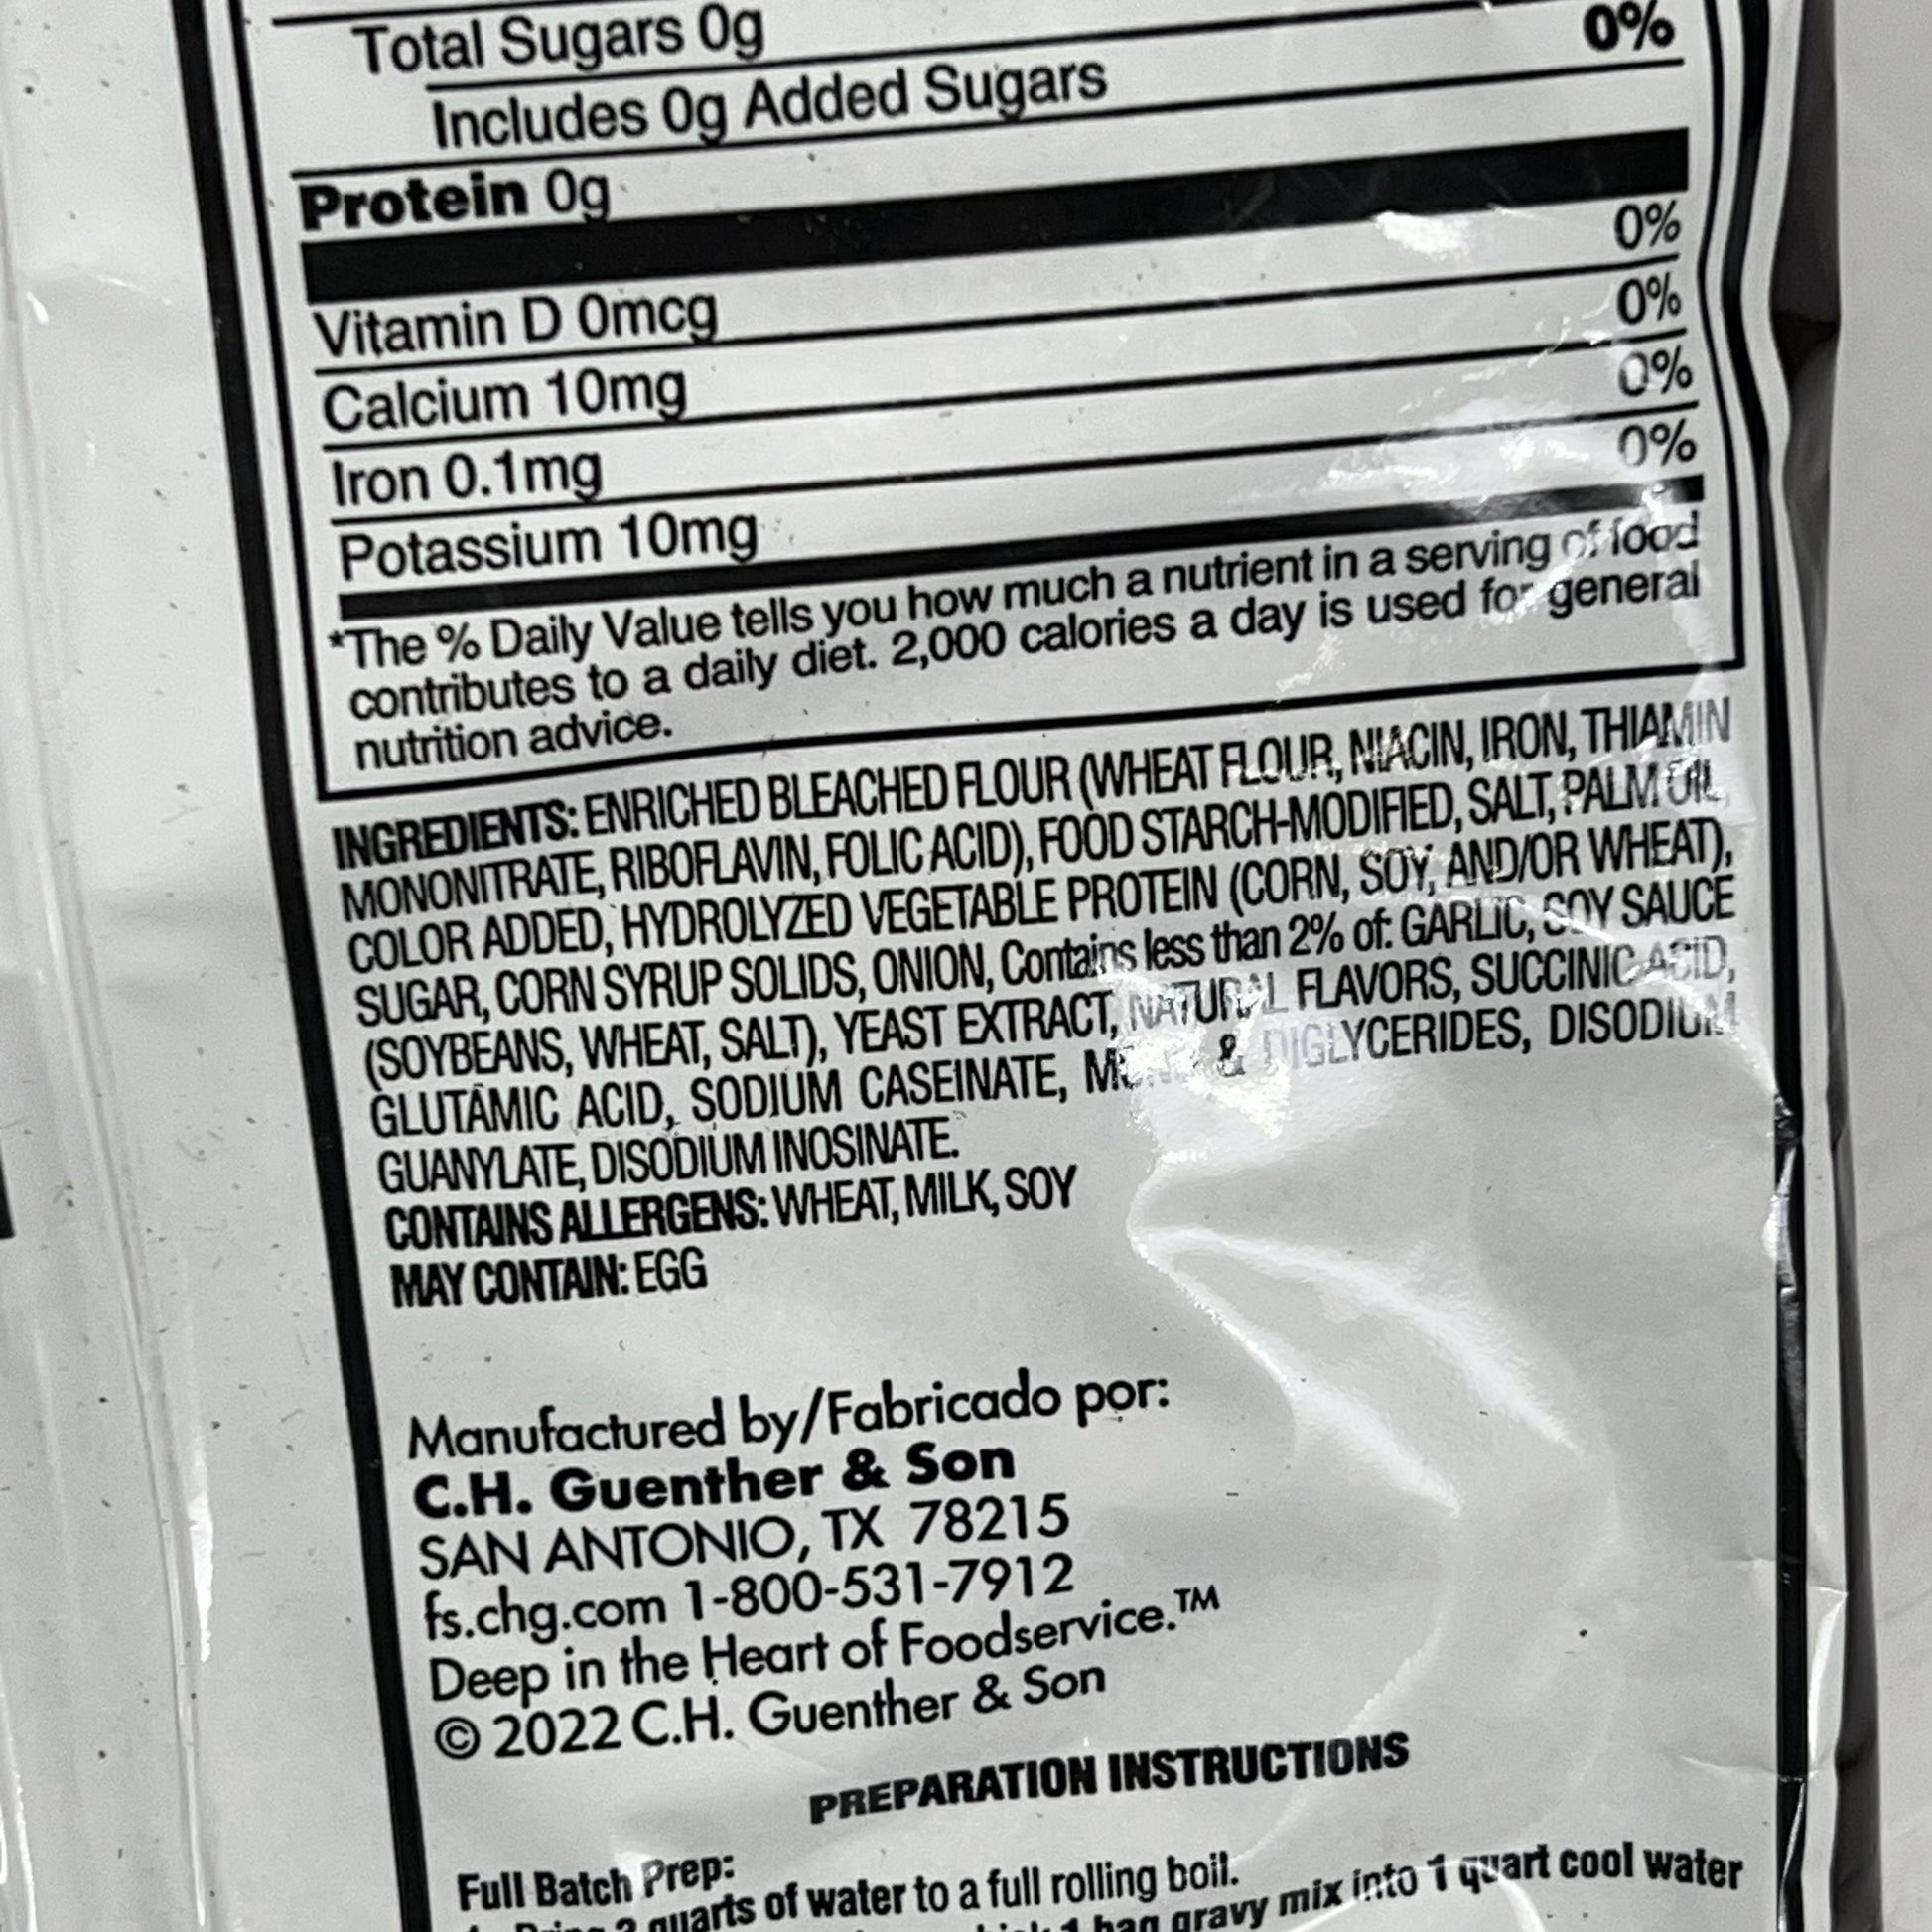 Total Sugars 0g
Includes 0g Added Sugars 0%
Protein 0g
Vitamin D 0mcg 0%
Calcium 10mg 0%
Iron 0.1mg 0%
Potassium 10mg 0%
*The % Daily Value tells you how much a nutrient in a serving of food
contributes to a daily diet. 2,000 calories a day is used for general
nutrition advice.
INGREDIENTS: ENRICHED BLEACHED FLOUR (WHEAT FLOUR, NIACIN, IRON, THIAMIN
MONONITRATE, RIBOFLAVIN, FOLIC ACID), FOOD STARCH-MODIFIED, SALT, PALM OIL,
COLOR ADDED, HYDROLYZED VEGETABLE PROTEIN (CORN, SOY, AND/OR WHEAT),
SUGAR, CORN SYRUP SOLIDS, ONION, Contains less than 2% of: GARLIC, SOY SAUCE
(SOYBEANS, WHEAT, SALT), YEAST EXTRACT, NATURAL FLAVORS, SUCCINIC ACID,
GLUTAMIC ACID, SODIUM CASEINATE, MONO & DIGLYCERIDES, DISODIUM
GUANYLATE, DISODIUM INOSINATE.
CONTAINS ALLERGENS: WHEAT, MILK, SOY
MAY CONTAIN: EGG
Manufactured by/Fabricado por:
C.H. Guenther & Son
SAN ANTONIO, TX 78215
fs.chg.com 1-800-531-7912
Deep in the Heart of Foodservice.™
© 2022 C.H. Guenther & Son
PREPARATION INSTRUCTIONS
Full Batch Prep:
quarts of water to a full rolling boil.
1 bag gravy mix into 1 quart cool water